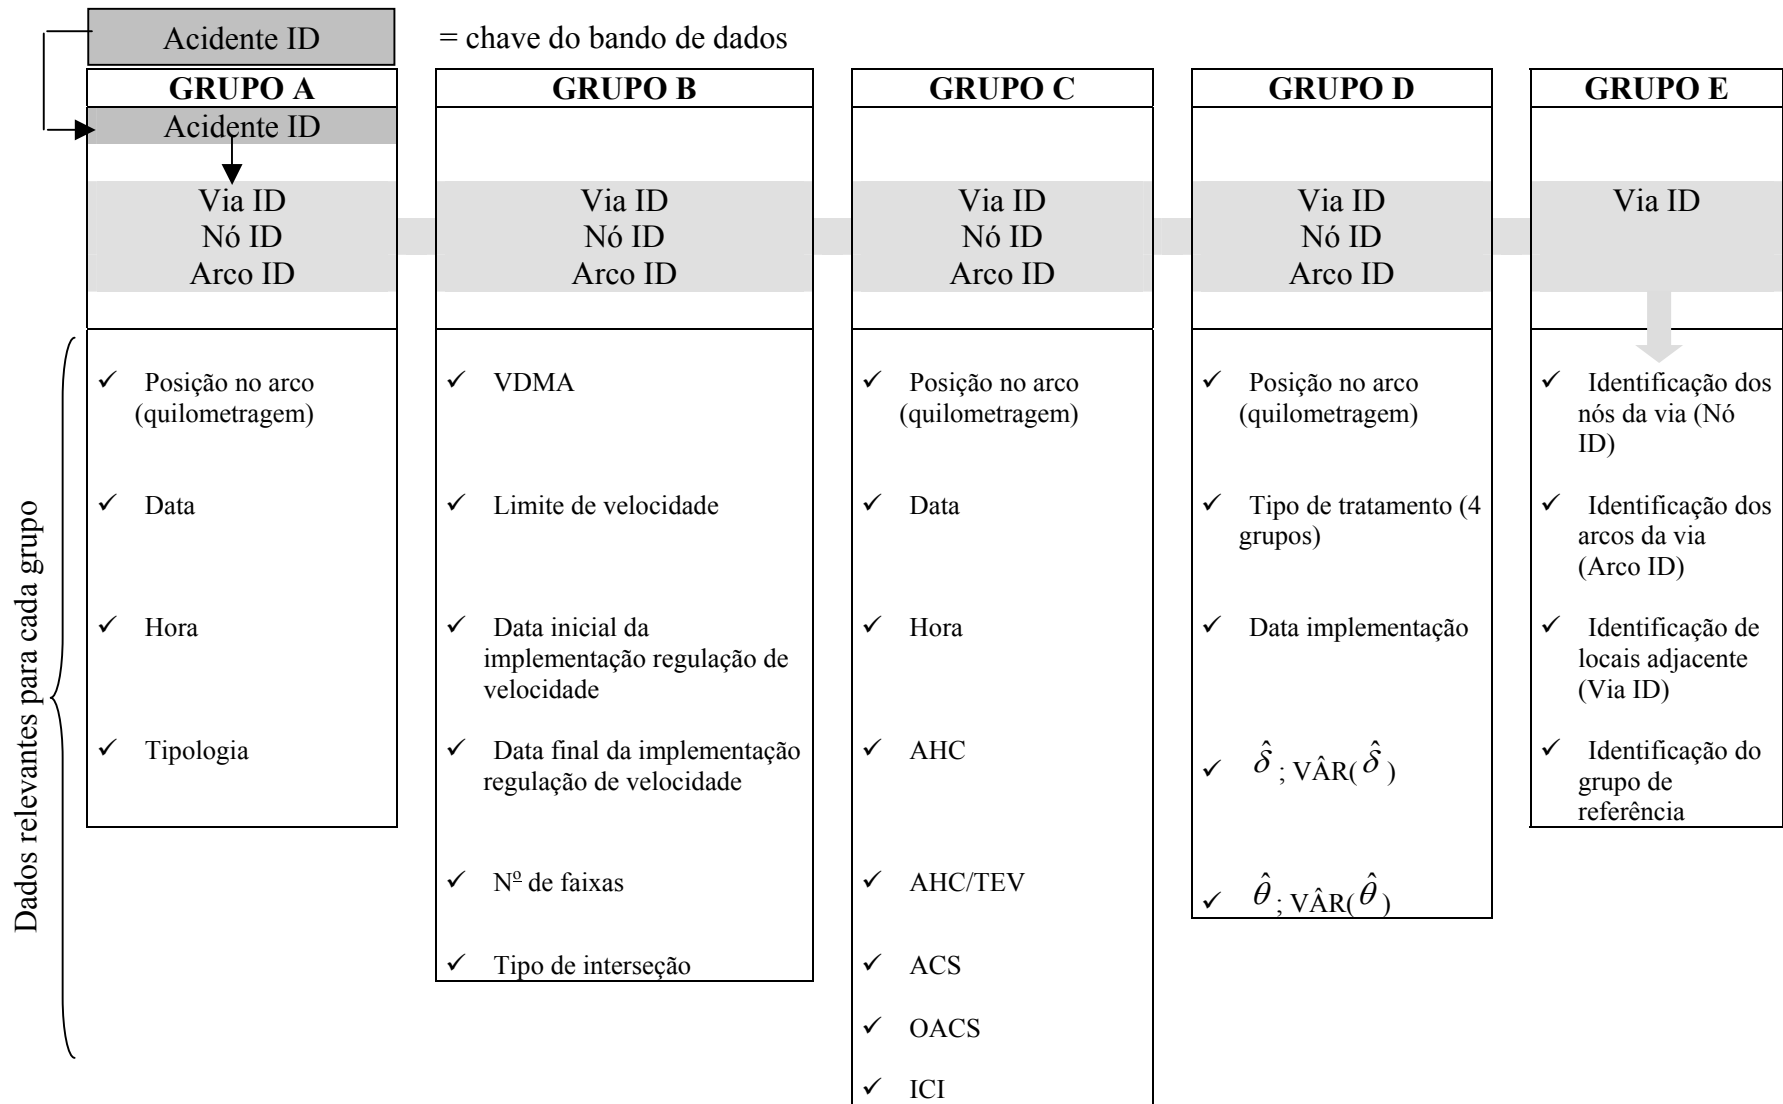 Acidente ID
= chave do bando de dados
GRUPO A
Acidente ID
Via ID
Nó ID
Arco ID
✓ Posição no arco
(quilometragem)
✓ Data
✓ Hora
✓ Tipologia
GRUPO B
Via ID
Nó ID
Arco ID
✓ VDMA
✓ Limite de velocidade
✓ Data inicial da
implementação regulação de
velocidade
✓ Data final da implementação
regulação de velocidade
✓ Nº de faixas
✓ Tipo de interseção
GRUPO C
Via ID
Nó ID
Arco ID
✓ Posição no arco
(quilometragem)
✓ Data
✓ Hora
✓ AHC
✓ AHC/TEV
✓ ACS
✓ OACS
✓ ICI
GRUPO D
Via ID
Nó ID
Arco ID
✓ Posição no arco
(quilometragem)
✓ Tipo de tratamento (4
grupos)
✓ Data implementação
✓ δ̂ ; VÂR(δ̂)
✓ θ̂ ; VÂR(θ̂)
GRUPO E
Via ID
✓ Identificação dos
nós da via (Nó
ID)
✓ Identificação dos
arcos da via
(Arco ID)
✓ Identificação de
locais adjacente
(Via ID)
✓ Identificação do
grupo de
referência
Dados relevantes para cada grupo